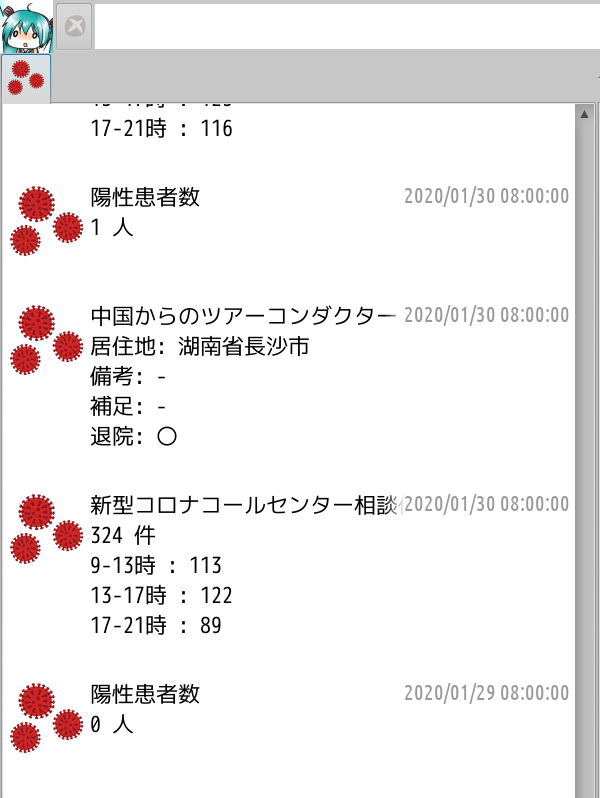 17-21時 : 116
陽性患者数 2020/01/30 08:00:00
1 人
中国からのツアーコンダクター 2020/01/30 08:00:00
居住地: 湖南省長沙市
備考: -
補足: -
退院: 〇
新型コロナコールセンター相談 2020/01/30 08:00:00
324 件
9-13時 : 113
13-17時 : 122
17-21時 : 89
陽性患者数 2020/01/29 08:00:00
0 人